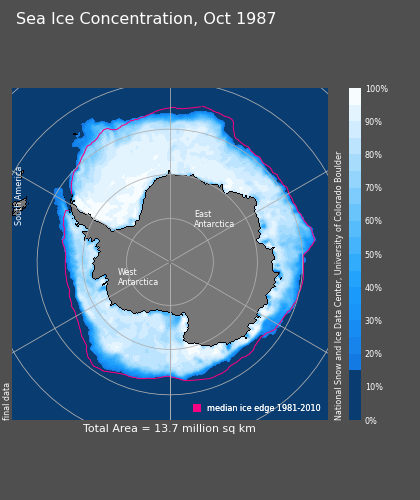 Sea Ice Concentration, Oct 1987
South America
East
Antarctica
West
Antarctica
median ice edge 1981-2010
final data
Total Area = 13.7 million sq km
100%
90%
80%
70%
60%
50%
40%
30%
20%
10%
0%
National Snow and Ice Data Center, University of Colorado Boulder